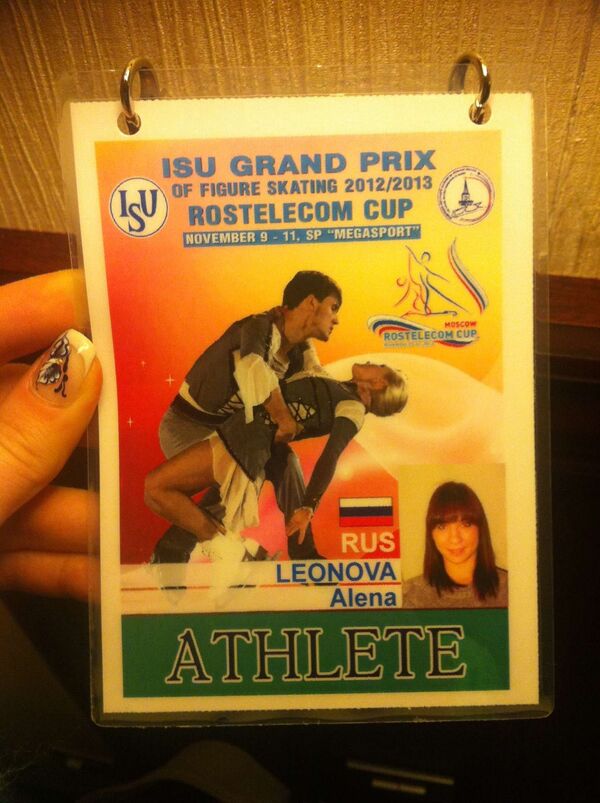 ISU GRAND PRIX
OF FIGURE SKATING 2012/2013
ROSTELECOM CUP
NOVEMBER 9 - 11, SP "MEGASPORT"
ISU
MOSCOW
ROSTELECOM CUP
RUS
LEONOVA
Alena
ATHLETE